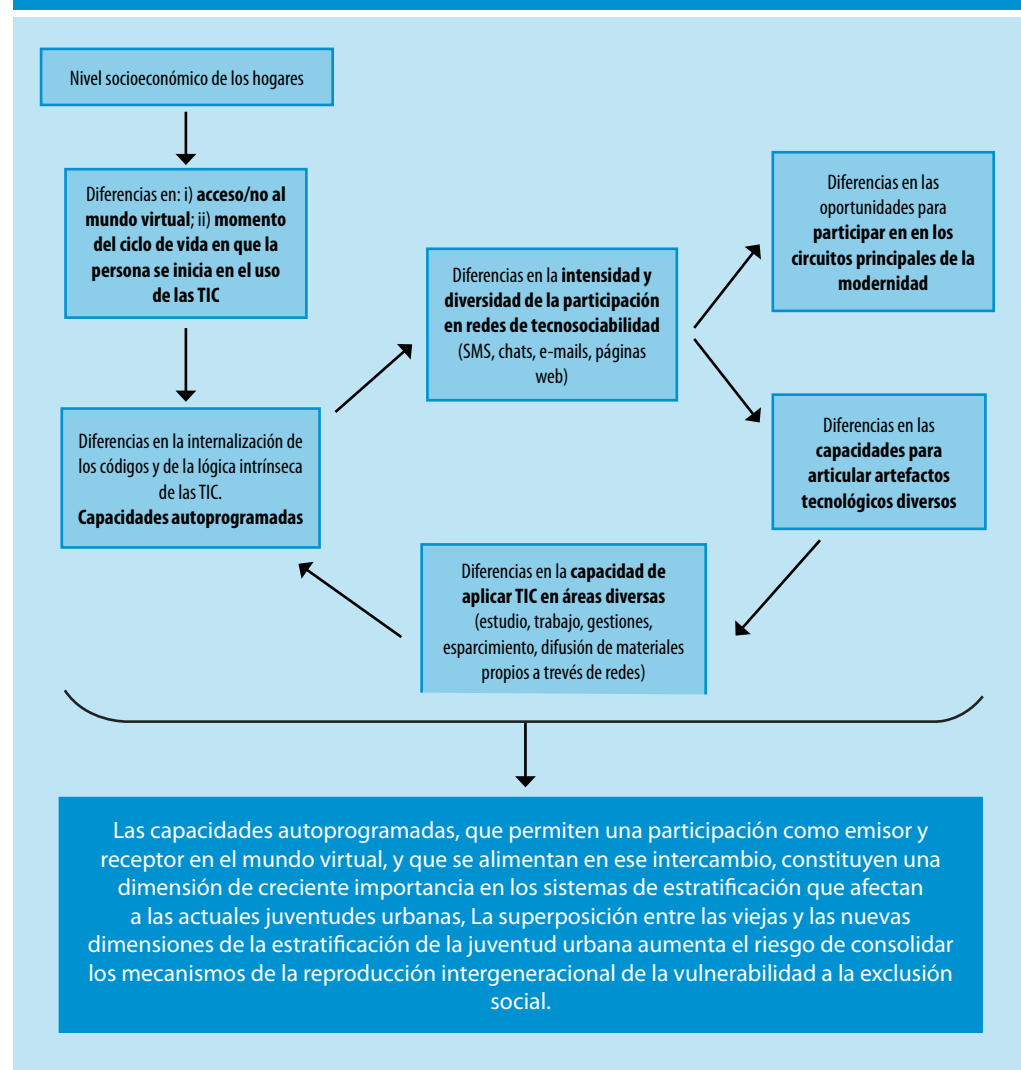 Nivel socioeconómico de los hogares
Diferencias en: i) acceso/no al
mundo virtual; ii) momento
del ciclo de vida en que la
persona se inicia en el uso
de las TIC
Diferencias en la internalización de
los códigos y de la lógica intrínseca
de las TIC.
Capacidades autoprogramadas
Diferencias en la intensidad y
diversidad de la participación
en redes de tecnosociabilidad
(SMS, chats, e-mails, páginas
web)
Diferencias en las
oportunidades para
participar en en los
circuitos principales de la
modernidad
Diferencias en las
capacidades para
articular artefactos
tecnológicos diversos
Diferencias en la capacidad de
aplicar TIC en áreas diversas
(estudio, trabajo, gestiones,
esparcimiento, difusión de materiales
propios a trevés de redes)
Las capacidades autoprogramadas, que permiten una participación como emisor y
receptor en el mundo virtual, y que se alimentan en ese intercambio, constituyen una
dimensión de creciente importancia en los sistemas de estratificación que afectan
a las actuales juventudes urbanas, La superposición entre las viejas y las nuevas
dimensiones de la estratificación de la juventud urbana aumenta el riesgo de consolidar
los mecanismos de la reproducción intergeneracional de la vulnerabilidad a la exclusión
social.